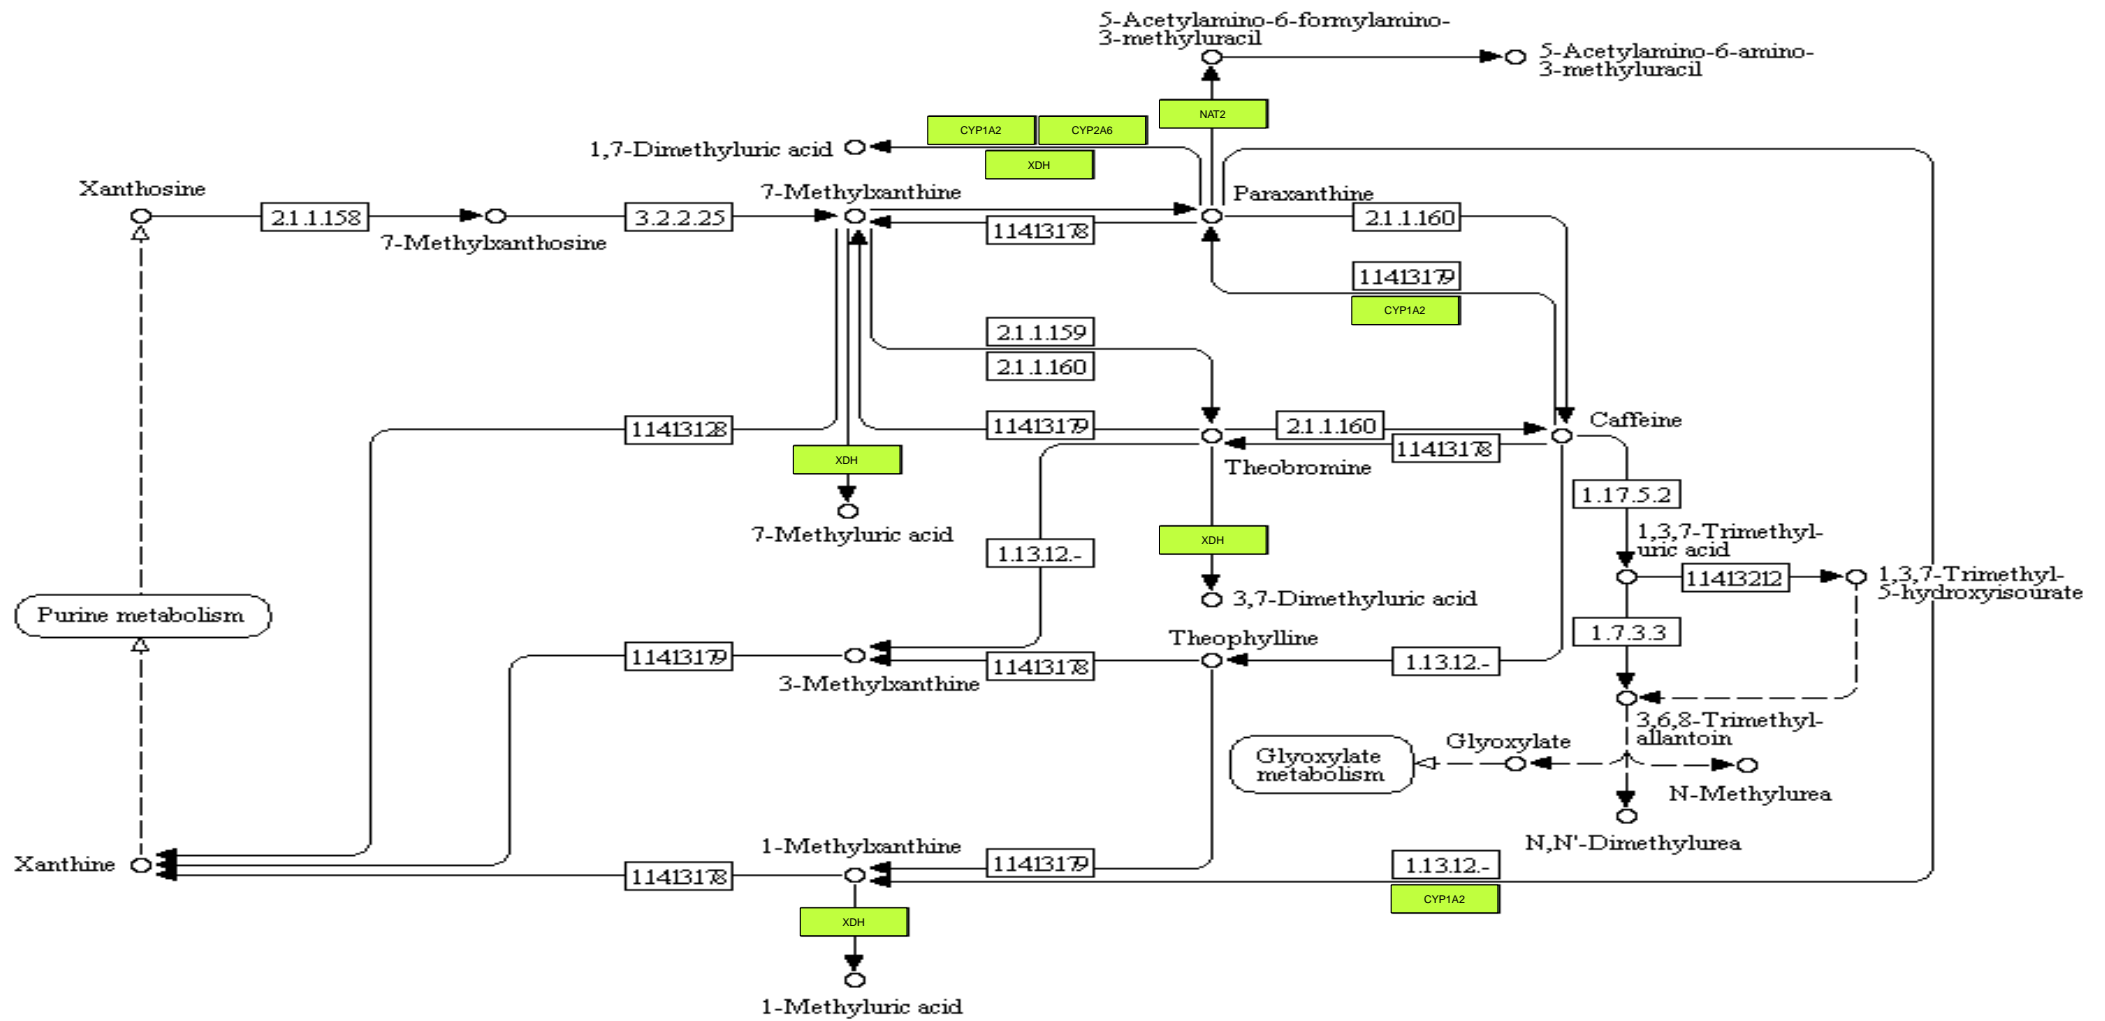 5-Acetylamino-6-formylamino-
3-methyluracil
5-Acetylamino-6-amino-
3-methyluracil
NAT2
CYP1A2
CYP2A6
1,7-Dimethyluric acid
XDH
Xanthosine
7-Methylxanthine
Paraxanthine
2.1.1.158
3.2.2.25
2.1.1.160
7-Methylxanthosine
1.14.13.178
1.14.13.179
CYP1A2
2.1.1.159
2.1.1.160
1.14.13.128
1.14.13.179
2.1.1.160
Caffeine
1.14.13.178
XDH
Theobromine
1.17.5.2
7-Methyluric acid
XDH
1,3,7-Trimethyl-
uric acid
1.13.12.-
1.14.13.212
1,3,7-Trimethyl-
5-hydroxyisourate
3,7-Dimethyluric acid
Purine metabolism
Theophylline
1.7.3.3
1.14.13.179
1.14.13.178
1.13.12.-
3-Methylxanthine
3,6,8-Trimethyl-
allantoin
Glyoxylate
Glyoxylate
metabolism
N-Methylurea
N,N'-Dimethylurea
1-Methylxanthine
Xanthine
1.14.13.178
1.14.13.179
1.13.12.-
CYP1A2
XDH
1-Methyluric acid